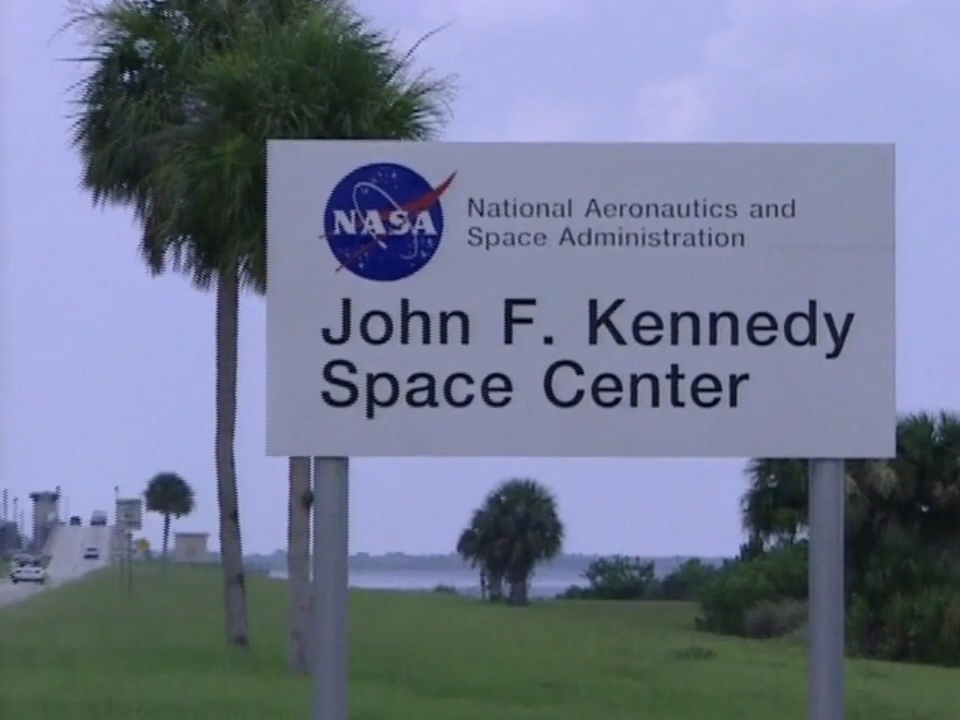 NASA
National Aeronautics and
Space Administration
John F. Kennedy
Space Center